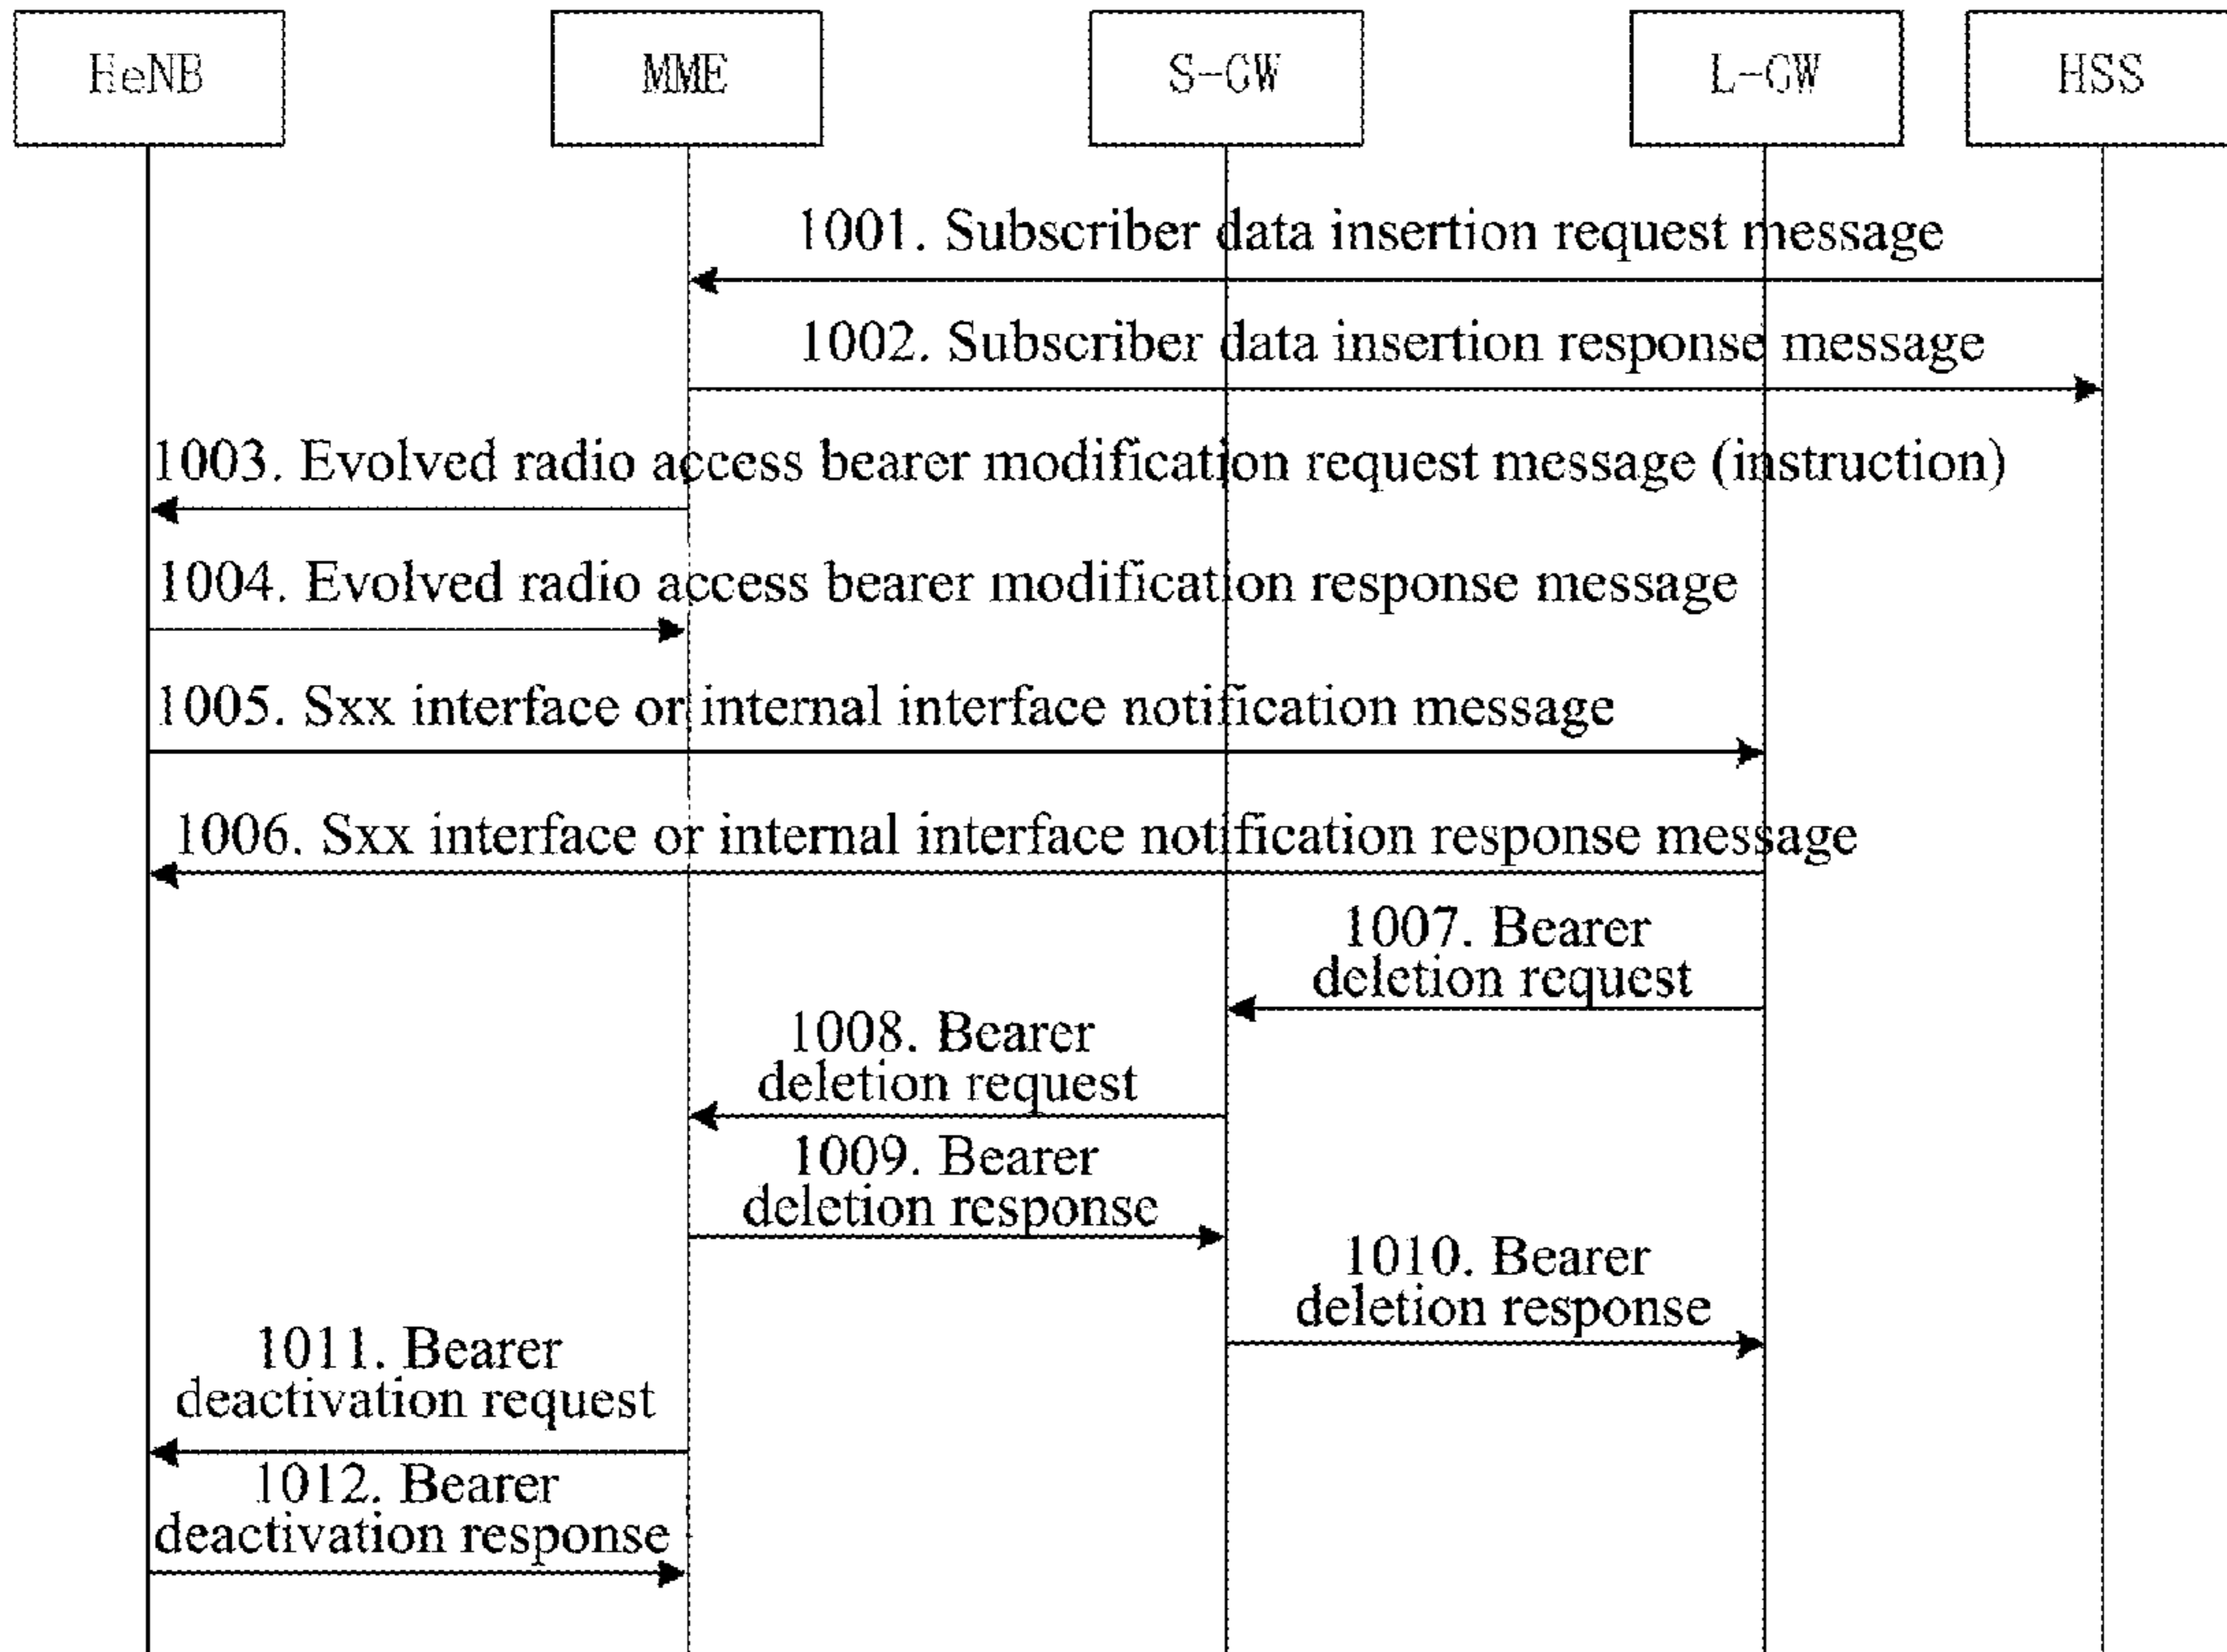 HeNB
MME
S-GW
L-GW
HSS
1001. Subscriber data insertion request message
1002. Subscriber data insertion response message
1003. Evolved radio access bearer modification request message (instruction)
1004. Evolved radio access bearer modification response message
1005. Sxx interface or internal interface notification message
1006. Sxx interface or internal interface notification response message
1007. Bearer
deletion request
1008. Bearer
deletion request
1009. Bearer
deletion response
1010. Bearer
deletion response
1011. Bearer
deactivation request
1012. Bearer
deactivation response